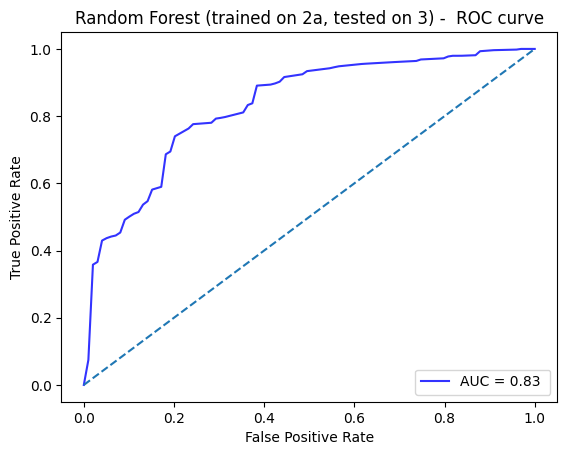 Random Forest (trained on 2a, tested on 3) -  ROC curve
True Positive Rate
1.0
0.8
0.6
0.4
0.2
0.0
AUC = 0.83
0.0 0.2 0.4 0.6 0.8 1.0
False Positive Rate